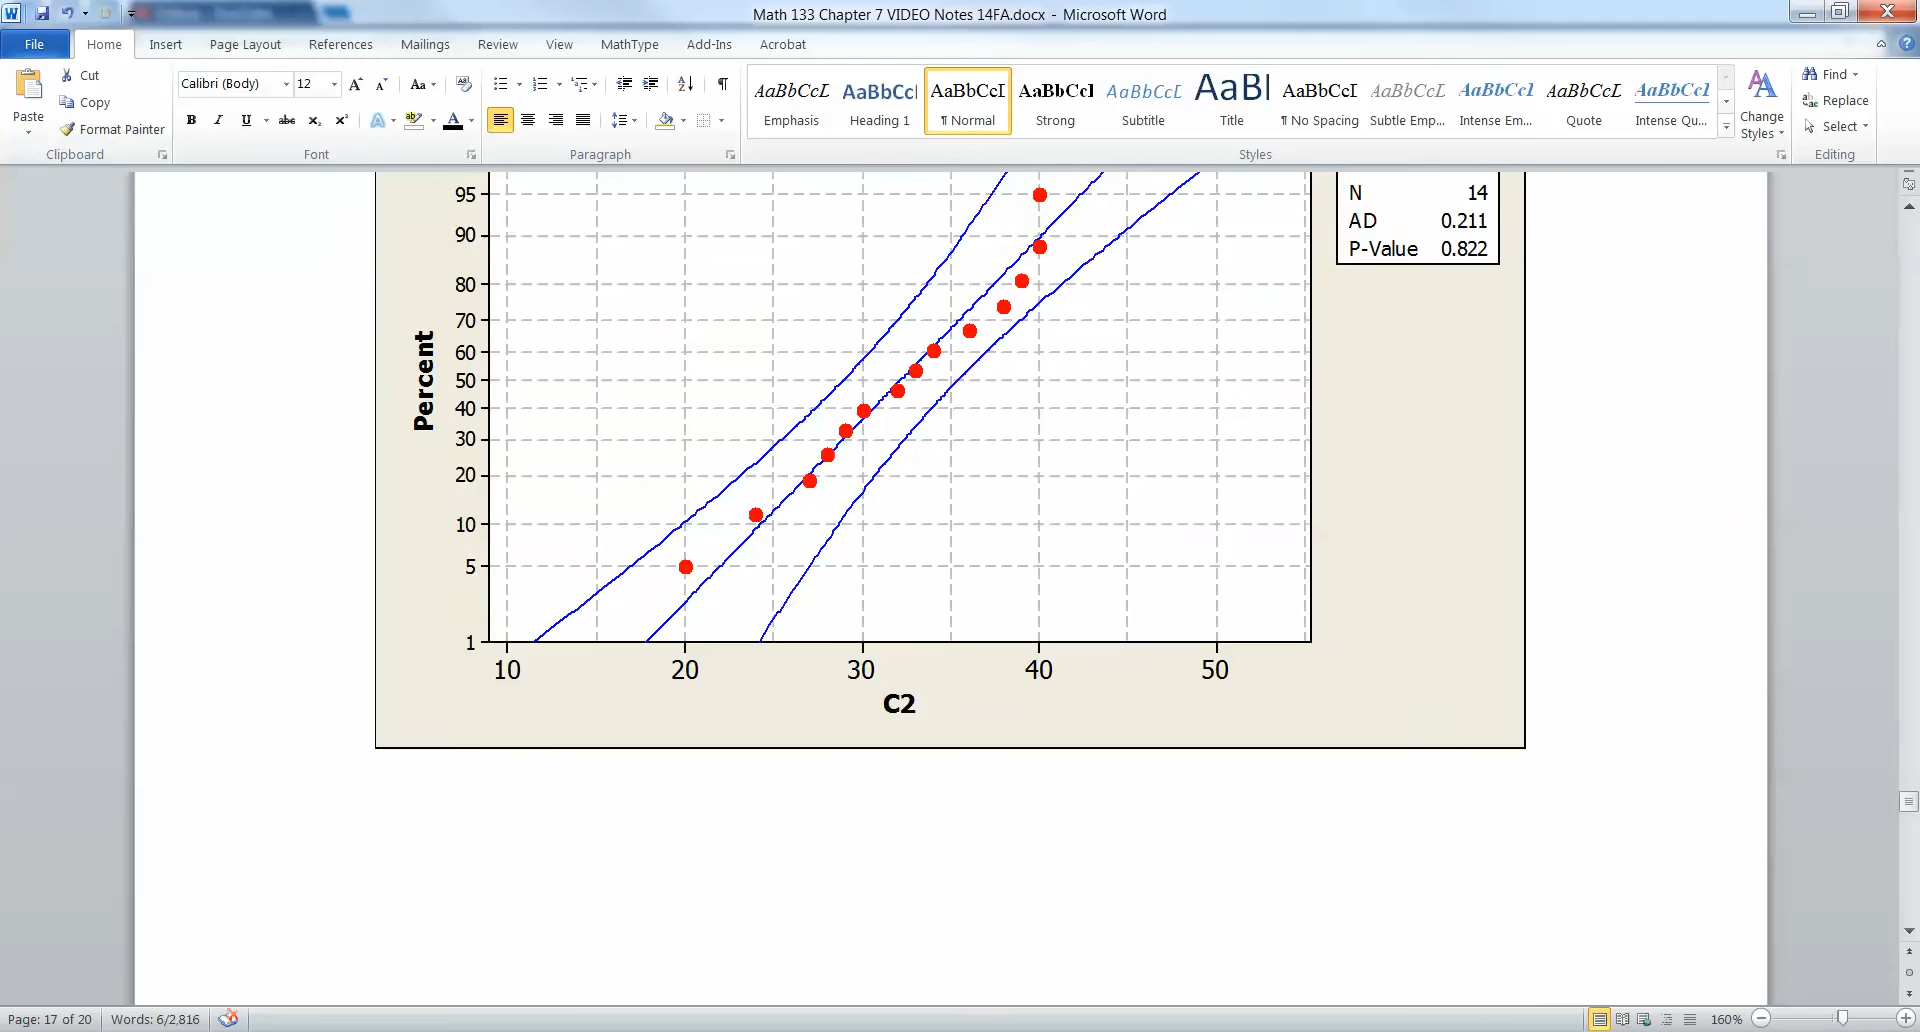 Math 133 Chapter 7 VIDEO Notes 14FA.docx - Microsoft Word
File Home Insert Page Layout References Mailings Review View MathType Add-Ins Acrobat
Paste
Cut
Copy
Format Painter
Clipboard
Calibri (Body) 12
Font
Paragraph
AaBbCcL AaBbCcl AaBbCcI AaBbCcI AaBbCcL AaBl AaBbCcI AaBbCcL AaBbCcI AaBbCcL AaBbCcI
Emphasis Heading 1 ¶ Normal Strong Subtitle Title ¶ No Spacing Subtle Emp... Intense Em... Quote Intense Qu...
Styles
Change
Styles
Find
Replace
Select
Editing
N 14
AD 0.211
P-Value 0.822
95
90
80
70
60
50
40
30
20
10
5
1
Percent
10 20 30 40 50
C2
Page: 17 of 20 Words: 6/2,816 160%